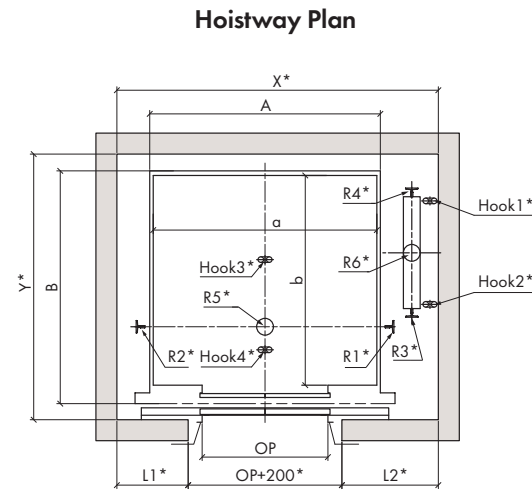 Hoistway Plan
X*
A
R4*
Hook1*
a
b
Hook3*
R6*
Y*
B
R5*
Hook2*
R2*
Hook4*
R1*
R3*
OP
L1*
OP+200*
L2*